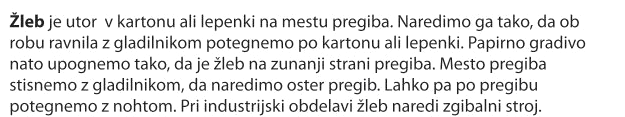 Žleb je utor  v kartonu ali lepenki na mestu pregiba. Naredimo ga tako, da ob
robu ravnila z gladilnikom potegnemo po kartonu ali lepenki. Papirno gradivo
nato upognemo tako, da je žleb na zunanji strani pregiba. Mesto pregiba
stisnemo z gladilnikom, da naredimo oster pregib. Lahko pa po pregibu
potegnemo z nohtom. Pri industrijski obdelavi žleb naredi zgibalni stroj.